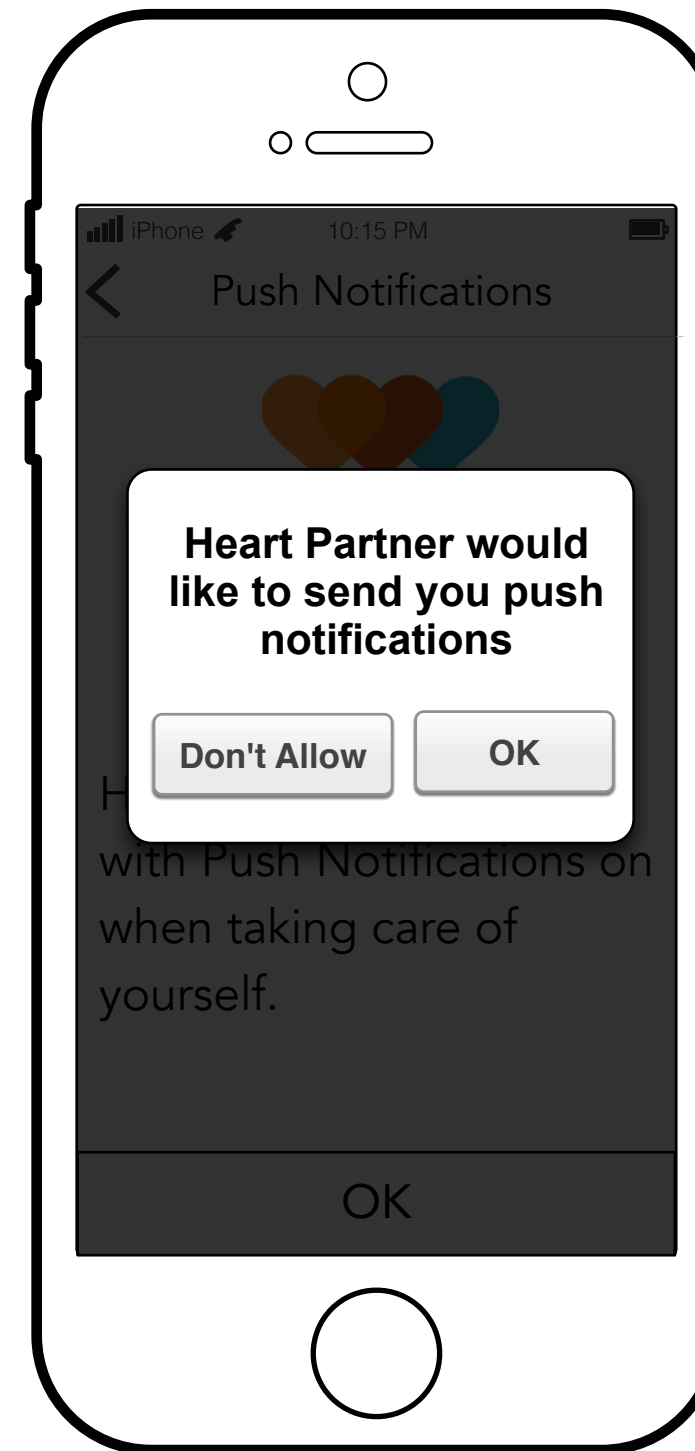 iPhone 10:15 PM
Push Notifications
Heart Partner would
like to send you push
notifications
Don't Allow OK
with Push Notifications on
when taking care of
yourself.
OK